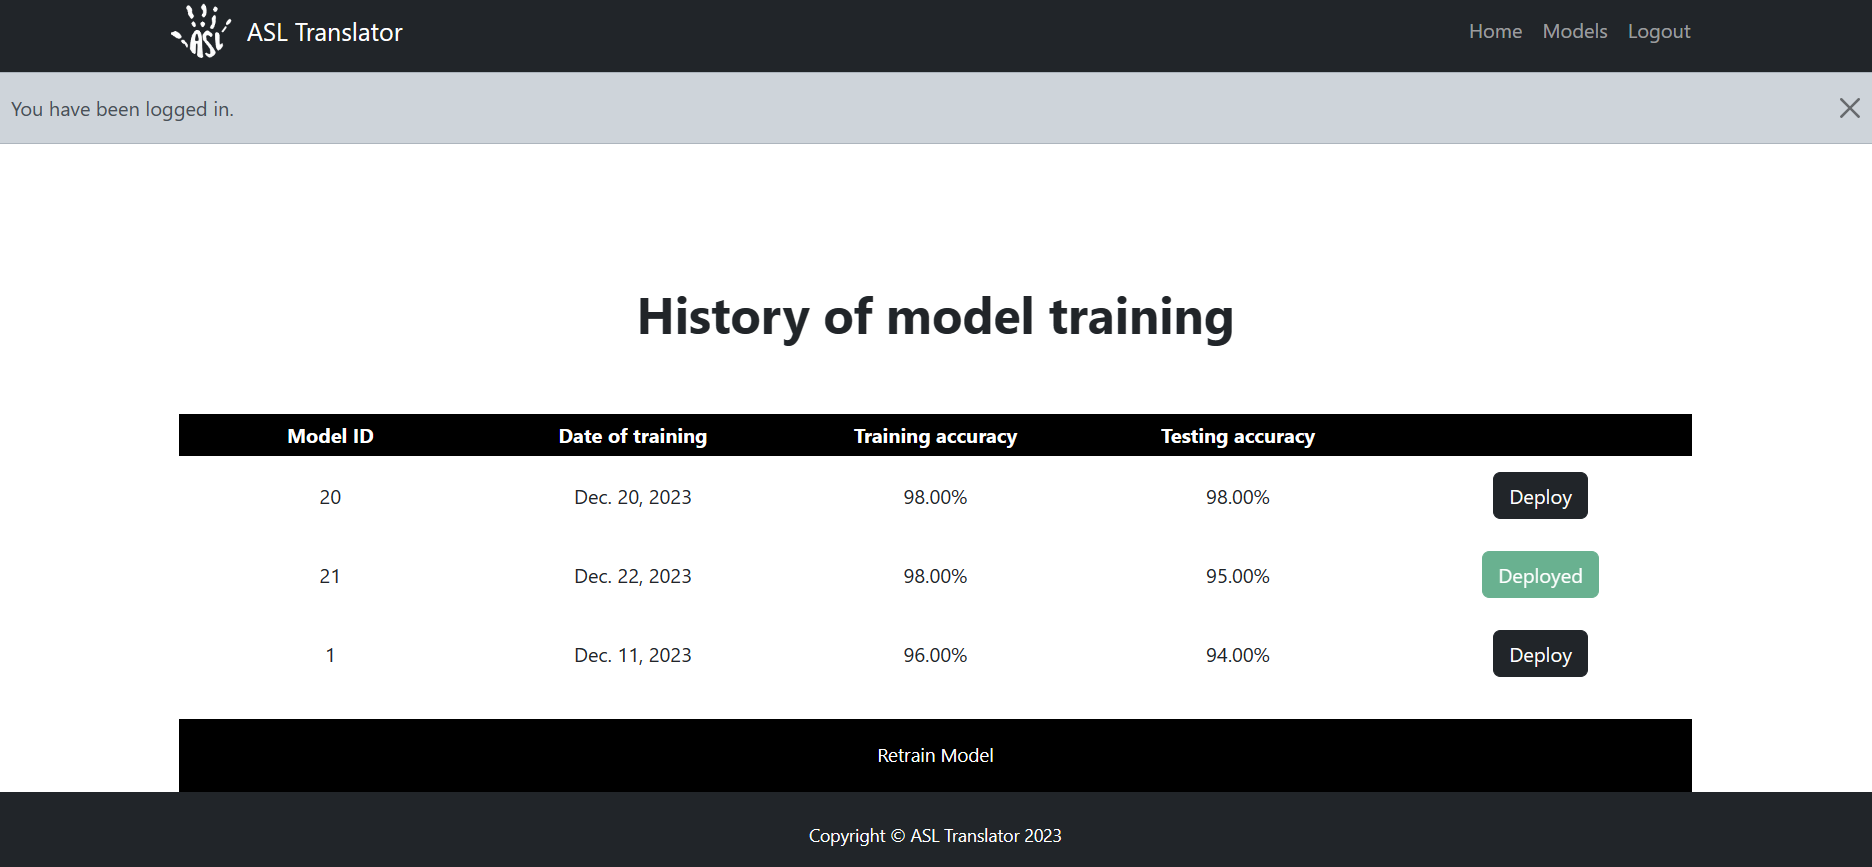 ASL
ASL Translator
Home Models Logout
You have been logged in.
History of model training
Model ID Date of training Training accuracy Testing accuracy
20 Dec. 20, 2023 98.00% 98.00% Deploy
21 Dec. 22, 2023 98.00% 95.00% Deployed
1 Dec. 11, 2023 96.00% 94.00% Deploy
Retrain Model
Copyright © ASL Translator 2023